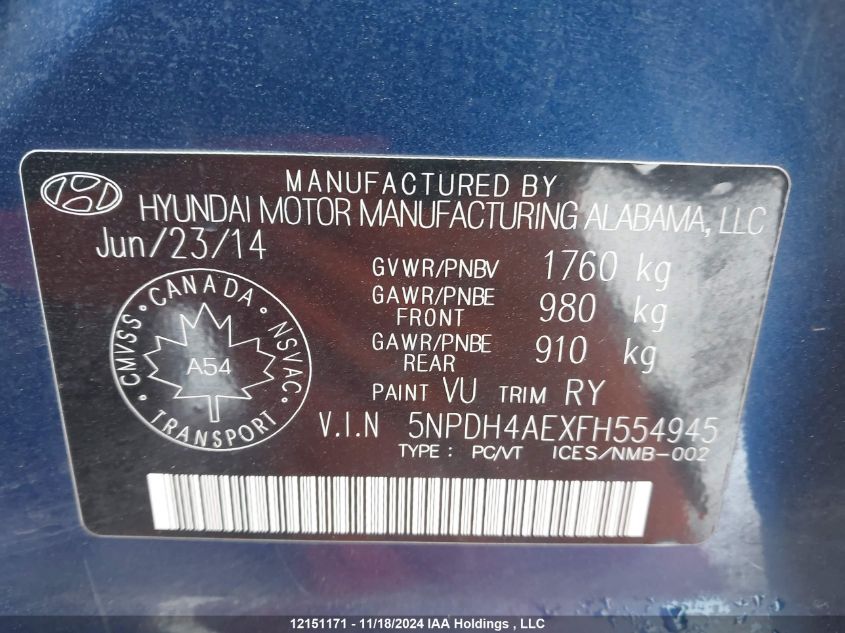 MANUFACTURED BY
HYUNDAI MOTOR MANUFACTURING ALABAMA, LLC
Jun/23/14
GVWR/PNBV 1760 kg
GAWR/PNBE FRONT 980 kg
GAWR/PNBE REAR 910 kg
CANADA · NSVAC · TRANSPORT · CMVSS ·
A54
PAINT VU TRIM RY
V.I.N 5NPDH4AEXFH554945
TYPE : PC/VT ICES/NMB-002
12151171 - 11/18/2024 IAA Holdings , LLC